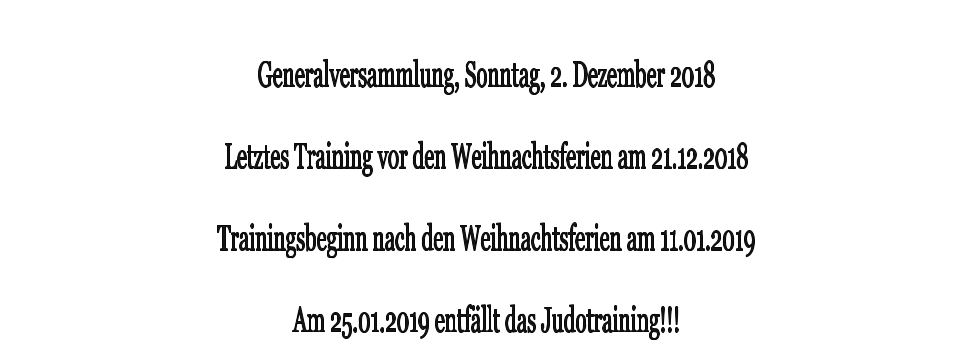 Generalversammlung, Sonntag, 2. Dezember 2018
Letztes Training vor den Weihnachtsferien am 21.12.2018
Trainingsbeginn nach den Weihnachtsferien am 11.01.2019
Am 25.01.2019 entfällt das Judotraining!!!